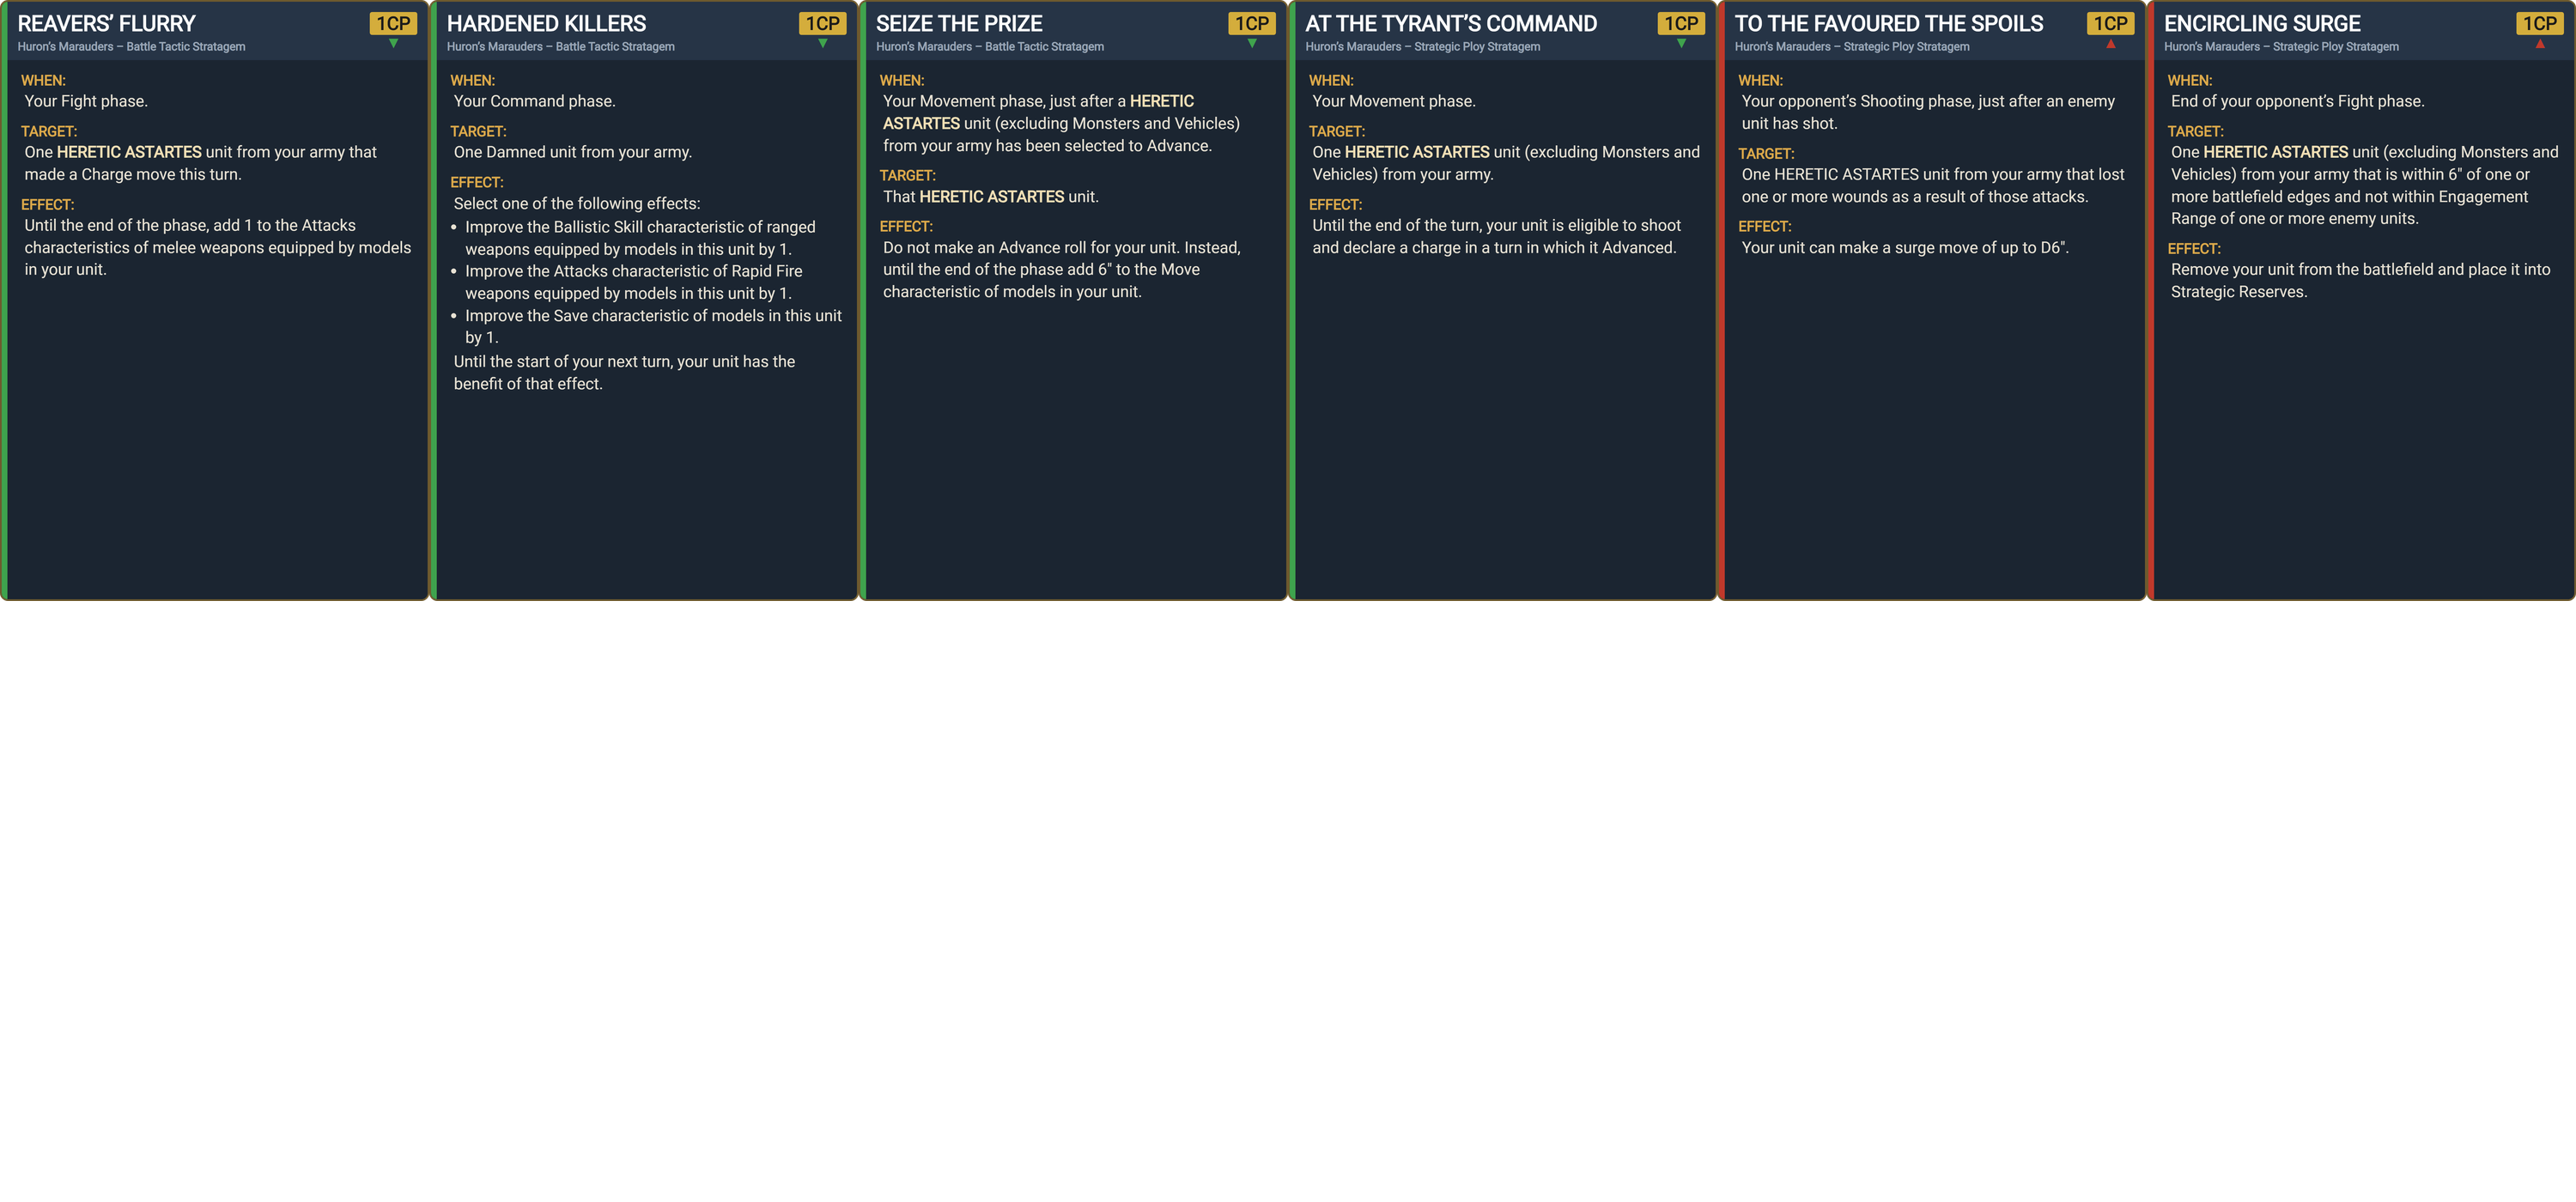 REAVERS’ FLURRY
1CP
Huron’s Marauders – Battle Tactic Stratagem
WHEN:
Your Fight phase.
TARGET:
One HERETIC ASTARTES unit from your army that
made a Charge move this turn.
EFFECT:
Until the end of the phase, add 1 to the Attacks
characteristics of melee weapons equipped by models
in your unit.
HARDENED KILLERS
1CP
Huron’s Marauders – Battle Tactic Stratagem
WHEN:
Your Command phase.
TARGET:
One Damned unit from your army.
EFFECT:
Select one of the following effects:
• Improve the Ballistic Skill characteristic of ranged
weapons equipped by models in this unit by 1.
• Improve the Attacks characteristic of Rapid Fire
weapons equipped by models in this unit by 1.
• Improve the Save characteristic of models in this unit
by 1.
Until the start of your next turn, your unit has the
benefit of that effect.
SEIZE THE PRIZE
1CP
Huron’s Marauders – Battle Tactic Stratagem
WHEN:
Your Movement phase, just after a HERETIC
ASTARTES unit (excluding Monsters and Vehicles)
from your army has been selected to Advance.
TARGET:
That HERETIC ASTARTES unit.
EFFECT:
Do not make an Advance roll for your unit. Instead,
until the end of the phase add 6" to the Move
characteristic of models in your unit.
AT THE TYRANT’S COMMAND
1CP
Huron’s Marauders – Strategic Ploy Stratagem
WHEN:
Your Movement phase.
TARGET:
One HERETIC ASTARTES unit (excluding Monsters and
Vehicles) from your army.
EFFECT:
Until the end of the turn, your unit is eligible to shoot
and declare a charge in a turn in which it Advanced.
TO THE FAVOURED THE SPOILS
1CP
Huron’s Marauders – Strategic Ploy Stratagem
WHEN:
Your opponent’s Shooting phase, just after an enemy
unit has shot.
TARGET:
One HERETIC ASTARTES unit from your army that lost
one or more wounds as a result of those attacks.
EFFECT:
Your unit can make a surge move of up to D6".
ENCIRCLING SURGE
1CP
Huron’s Marauders – Strategic Ploy Stratagem
WHEN:
End of your opponent’s Fight phase.
TARGET:
One HERETIC ASTARTES unit (excluding Monsters and
Vehicles) from your army that is within 6" of one or
more battlefield edges and not within Engagement
Range of one or more enemy units.
EFFECT:
Remove your unit from the battlefield and place it into
Strategic Reserves.